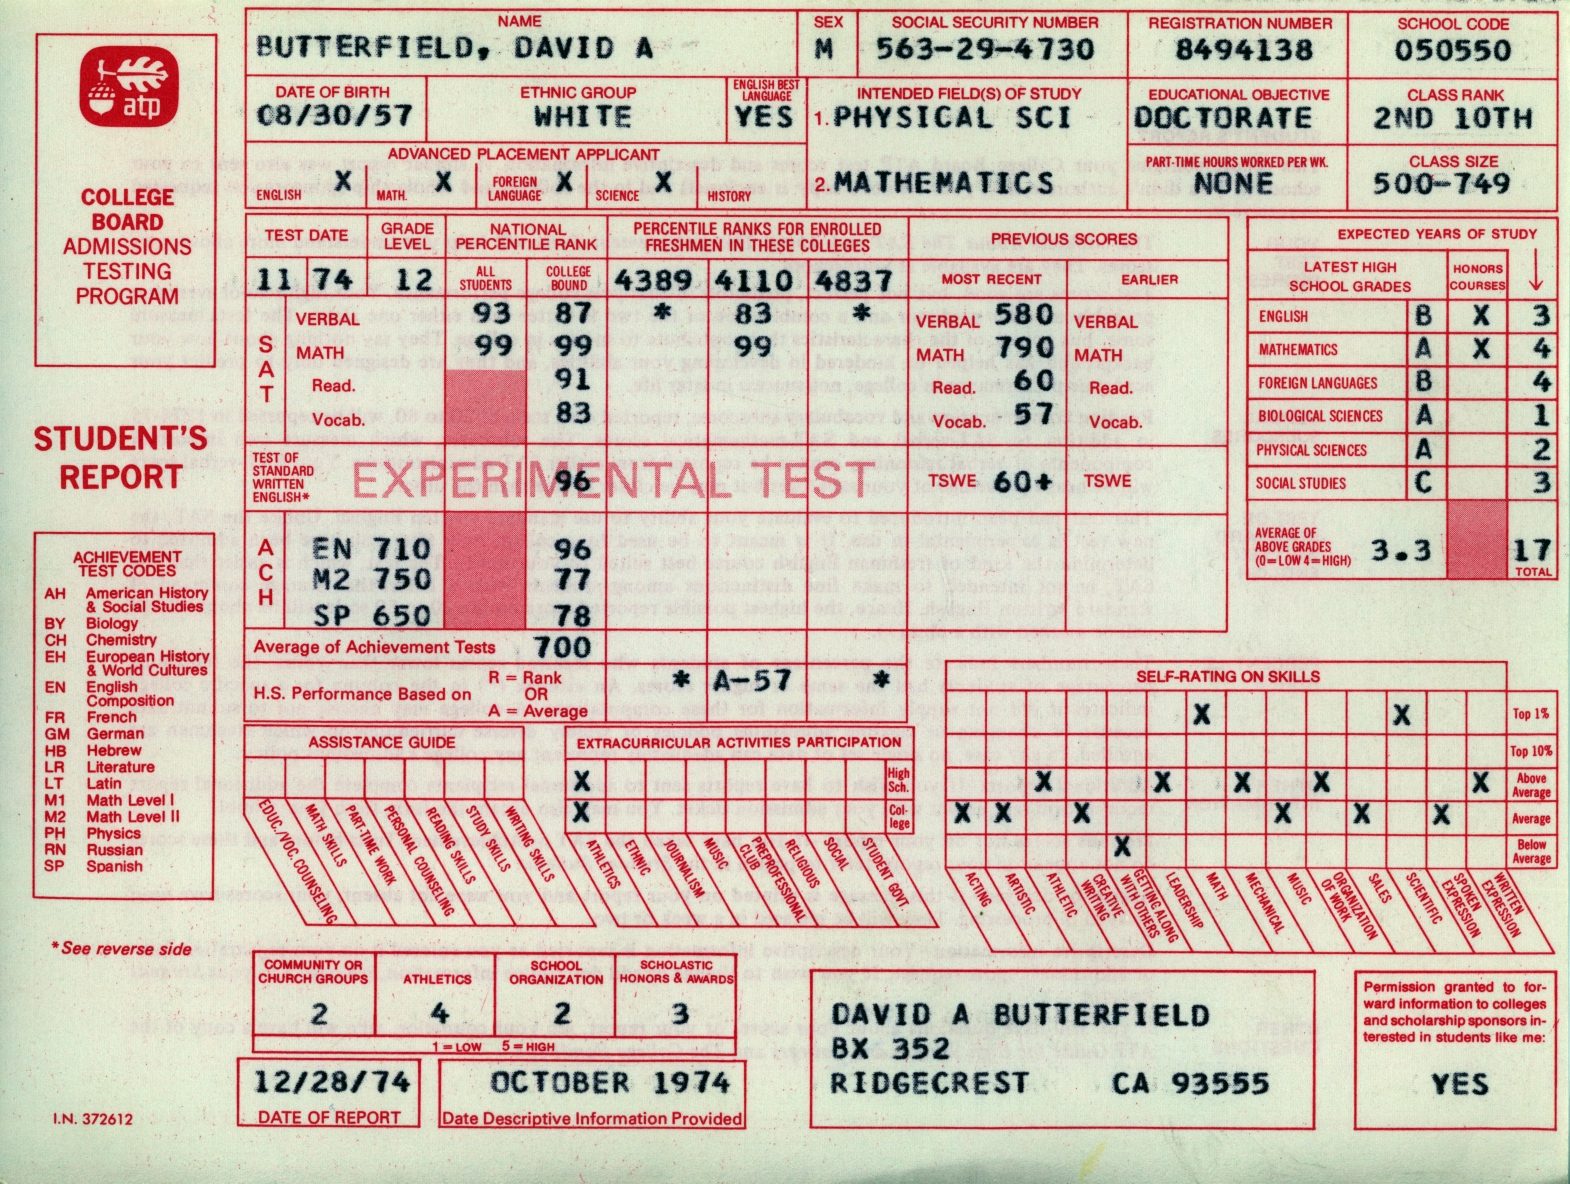 atp
COLLEGE
BOARD
ADMISSIONS
TESTING
PROGRAM
STUDENT'S
REPORT
NAME
BUTTERFIELD, DAVID A
SEX
M
SOCIAL SECURITY NUMBER
563-29-4730
REGISTRATION NUMBER
8494138
SCHOOL CODE
050550
DATE OF BIRTH
08/30/57
ETHNIC GROUP
WHITE
ENGLISH BEST
LANGUAGE
YES
INTENDED FIELD(S) OF STUDY
1. PHYSICAL SCI
2. MATHEMATICS
EDUCATIONAL OBJECTIVE
DOCTORATE
CLASS RANK
2ND 10TH
ADVANCED PLACEMENT APPLICANT
X ENGLISH
X MATH.
X FOREIGN LANGUAGE
X SCIENCE
HISTORY
PART-TIME HOURS WORKED PER WK.
NONE
CLASS SIZE
500-749
TEST DATE
GRADE LEVEL
NATIONAL PERCENTILE RANK
PERCENTILE RANKS FOR ENROLLED
FRESHMEN IN THESE COLLEGES
PREVIOUS SCORES
11 74 12 ALL STUDENTS COLLEGE BOUND 4389 4110 4837 MOST RECENT EARLIER
SAT
VERBAL 93 87 * 83 * VERBAL 580 VERBAL
MATH 99 99 99 MATH 790 MATH
Read. 91 Read. 60 Read.
Vocab. 83 Vocab. 57 Vocab.
TEST OF
STANDARD
WRITTEN
ENGLISH*
EXPERIMENTAL TEST
96 TSWE 60+ TSWE
ACH
EN 710 96
M2 750 77
SP 650 78
Average of Achievement Tests 700
H.S. Performance Based on
R = Rank
OR
A = Average
* A-57 *
EXPECTED YEARS OF STUDY
LATEST HIGH
SCHOOL GRADES
HONORS
COURSES
ENGLISH B X 3
MATHEMATICS A X 4
FOREIGN LANGUAGES B 4
BIOLOGICAL SCIENCES A 1
PHYSICAL SCIENCES A 2
SOCIAL STUDIES C 3
AVERAGE OF
ABOVE GRADES
(0=LOW 4=HIGH)
3.3 17
TOTAL
ACHIEVEMENT
TEST CODES
AH American History
& Social Studies
BY Biology
CH Chemistry
EH European History
& World Cultures
EN English
Composition
FR French
GM German
HB Hebrew
LR Literature
LT Latin
M1 Math Level I
M2 Math Level II
PH Physics
RN Russian
SP Spanish
*See reverse side
ASSISTANCE GUIDE
EDUC./VOC. COUNSELING
MATH SKILLS
PART-TIME WORK
PERSONAL COUNSELING
READING SKILLS
STUDY SKILLS
WRITING SKILLS
EXTRACURRICULAR ACTIVITIES PARTICIPATION
X High Sch.
X Col-lege
ATHLETICS
ETHNIC
JOURNALISM
MUSIC
PREPROFESSIONAL CLUB
RELIGIOUS
SOCIAL
STUDENT GOVT.
SELF-RATING ON SKILLS
X X Top 1%
Top 10%
X X X X X Above Average
X X X X X X Average
X Below Average
ACTING
ARTISTIC
ATHLETIC
CREATIVE WRITING
GETTING ALONG WITH OTHERS
LEADERSHIP
MATH
MECHANICAL
MUSIC
ORGANIZATION OF WORK
SALES
SCIENTIFIC
SPOKEN EXPRESSION
WRITTEN EXPRESSION
COMMUNITY OR
CHURCH GROUPS
2
ATHLETICS
4
SCHOOL
ORGANIZATION
2
SCHOLASTIC
HONORS & AWARDS
3
1 = LOW 5 = HIGH
12/28/74
DATE OF REPORT
OCTOBER 1974
Date Descriptive Information Provided
DAVID A BUTTERFIELD
BX 352
RIDGECREST CA 93555
Permission granted to for-
ward information to colleges
and scholarship sponsors in-
terested in students like me:
YES
I.N. 372612